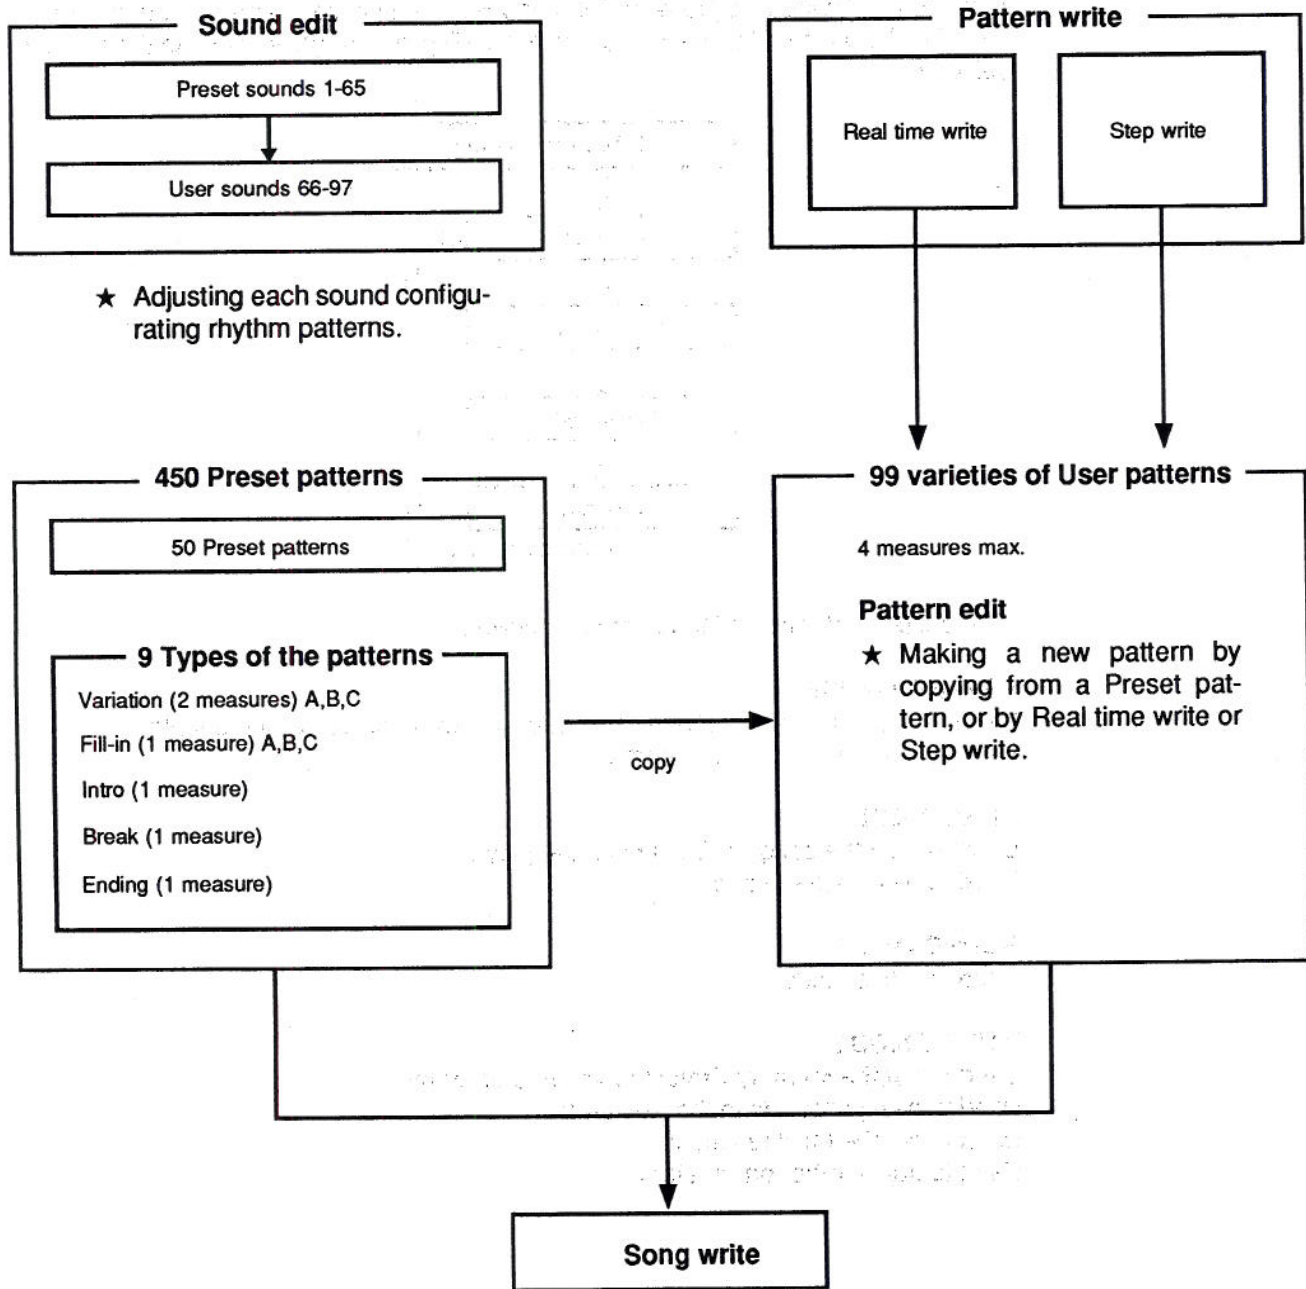 Sound edit
Preset sounds 1-65
User sounds 66-97
★ Adjusting each sound configu-
rating rhythm patterns.
Pattern write
Real time write
Step write
450 Preset patterns
50 Preset patterns
9 Types of the patterns
Variation (2 measures) A,B,C
Fill-in (1 measure) A,B,C
Intro (1 measure)
Break (1 measure)
Ending (1 measure)
copy
99 varieties of User patterns
4 measures max.
Pattern edit
★ Making a new pattern by
copying from a Preset pat-
tern, or by Real time write or
Step write.
Song write